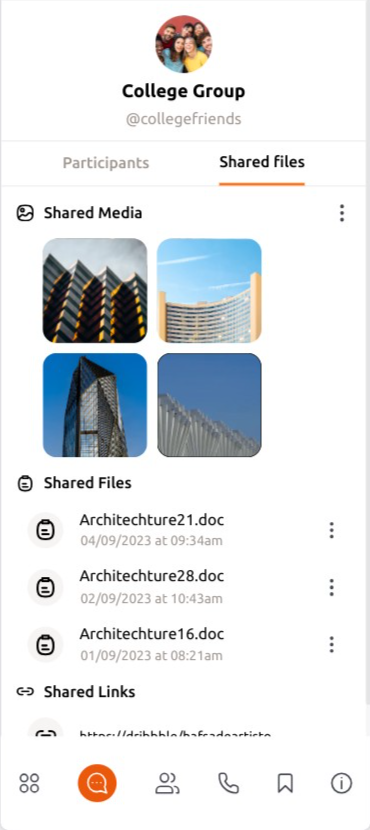 College Group
@collegefriends
Participants
Shared files
Shared Media
Shared Files
Architechture21.doc
04/09/2023 at 09:34am
Architechture28.doc
02/09/2023 at 10:43am
Architechture16.doc
01/09/2023 at 08:21am
Shared Links